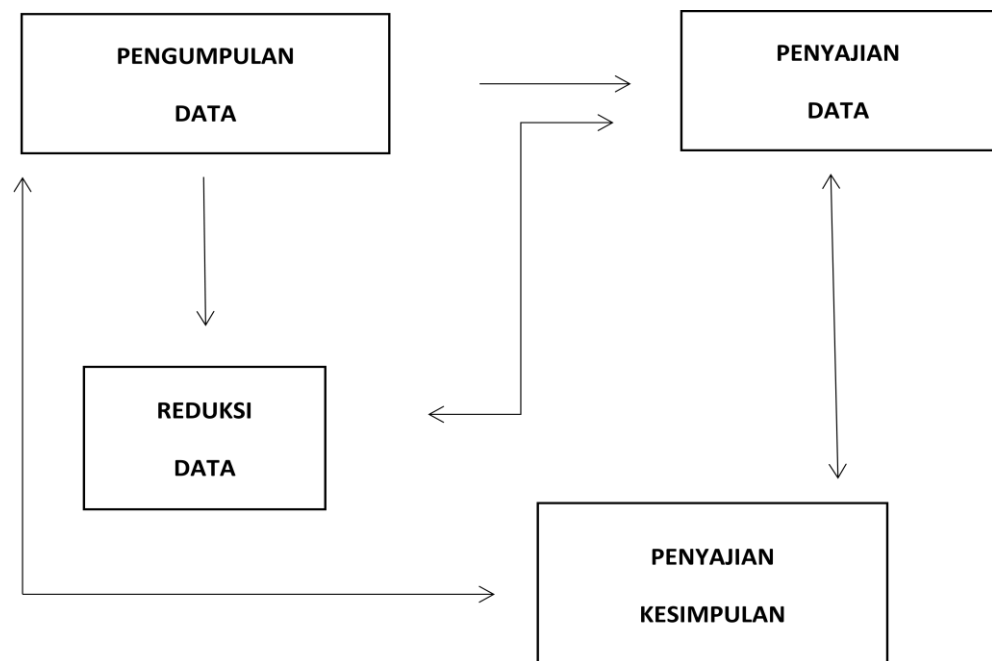 PENGUMPULAN
DATA
PENYAJIAN
DATA
REDUKSI
DATA
PENYAJIAN
KESIMPULAN